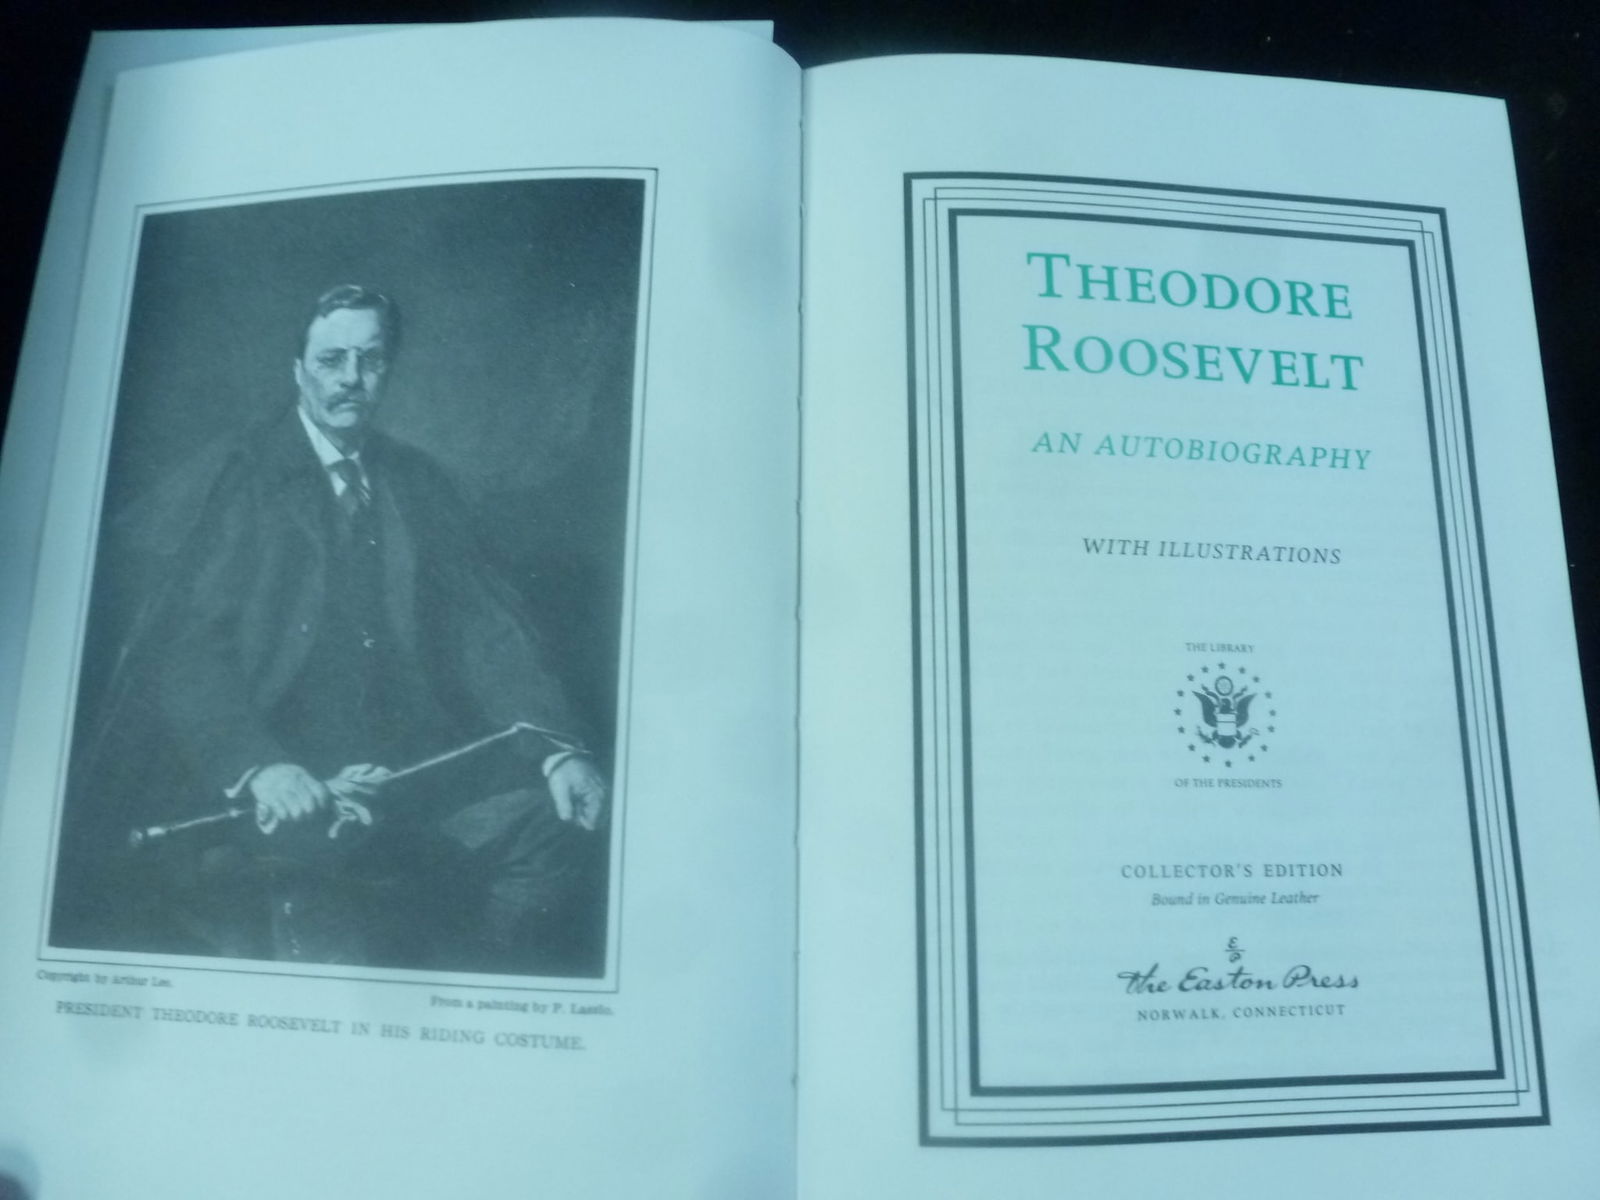 Copyright by Arthur Lee.
From a painting by P. Laszlo.
PRESIDENT THEODORE ROOSEVELT IN HIS RIDING COSTUME.
THEODORE
ROOSEVELT
AN AUTOBIOGRAPHY
WITH ILLUSTRATIONS
THE LIBRARY
OF THE PRESIDENTS
COLLECTOR'S EDITION
Bound in Genuine Leather
E
P
The Easton Press
NORWALK, CONNECTICUT